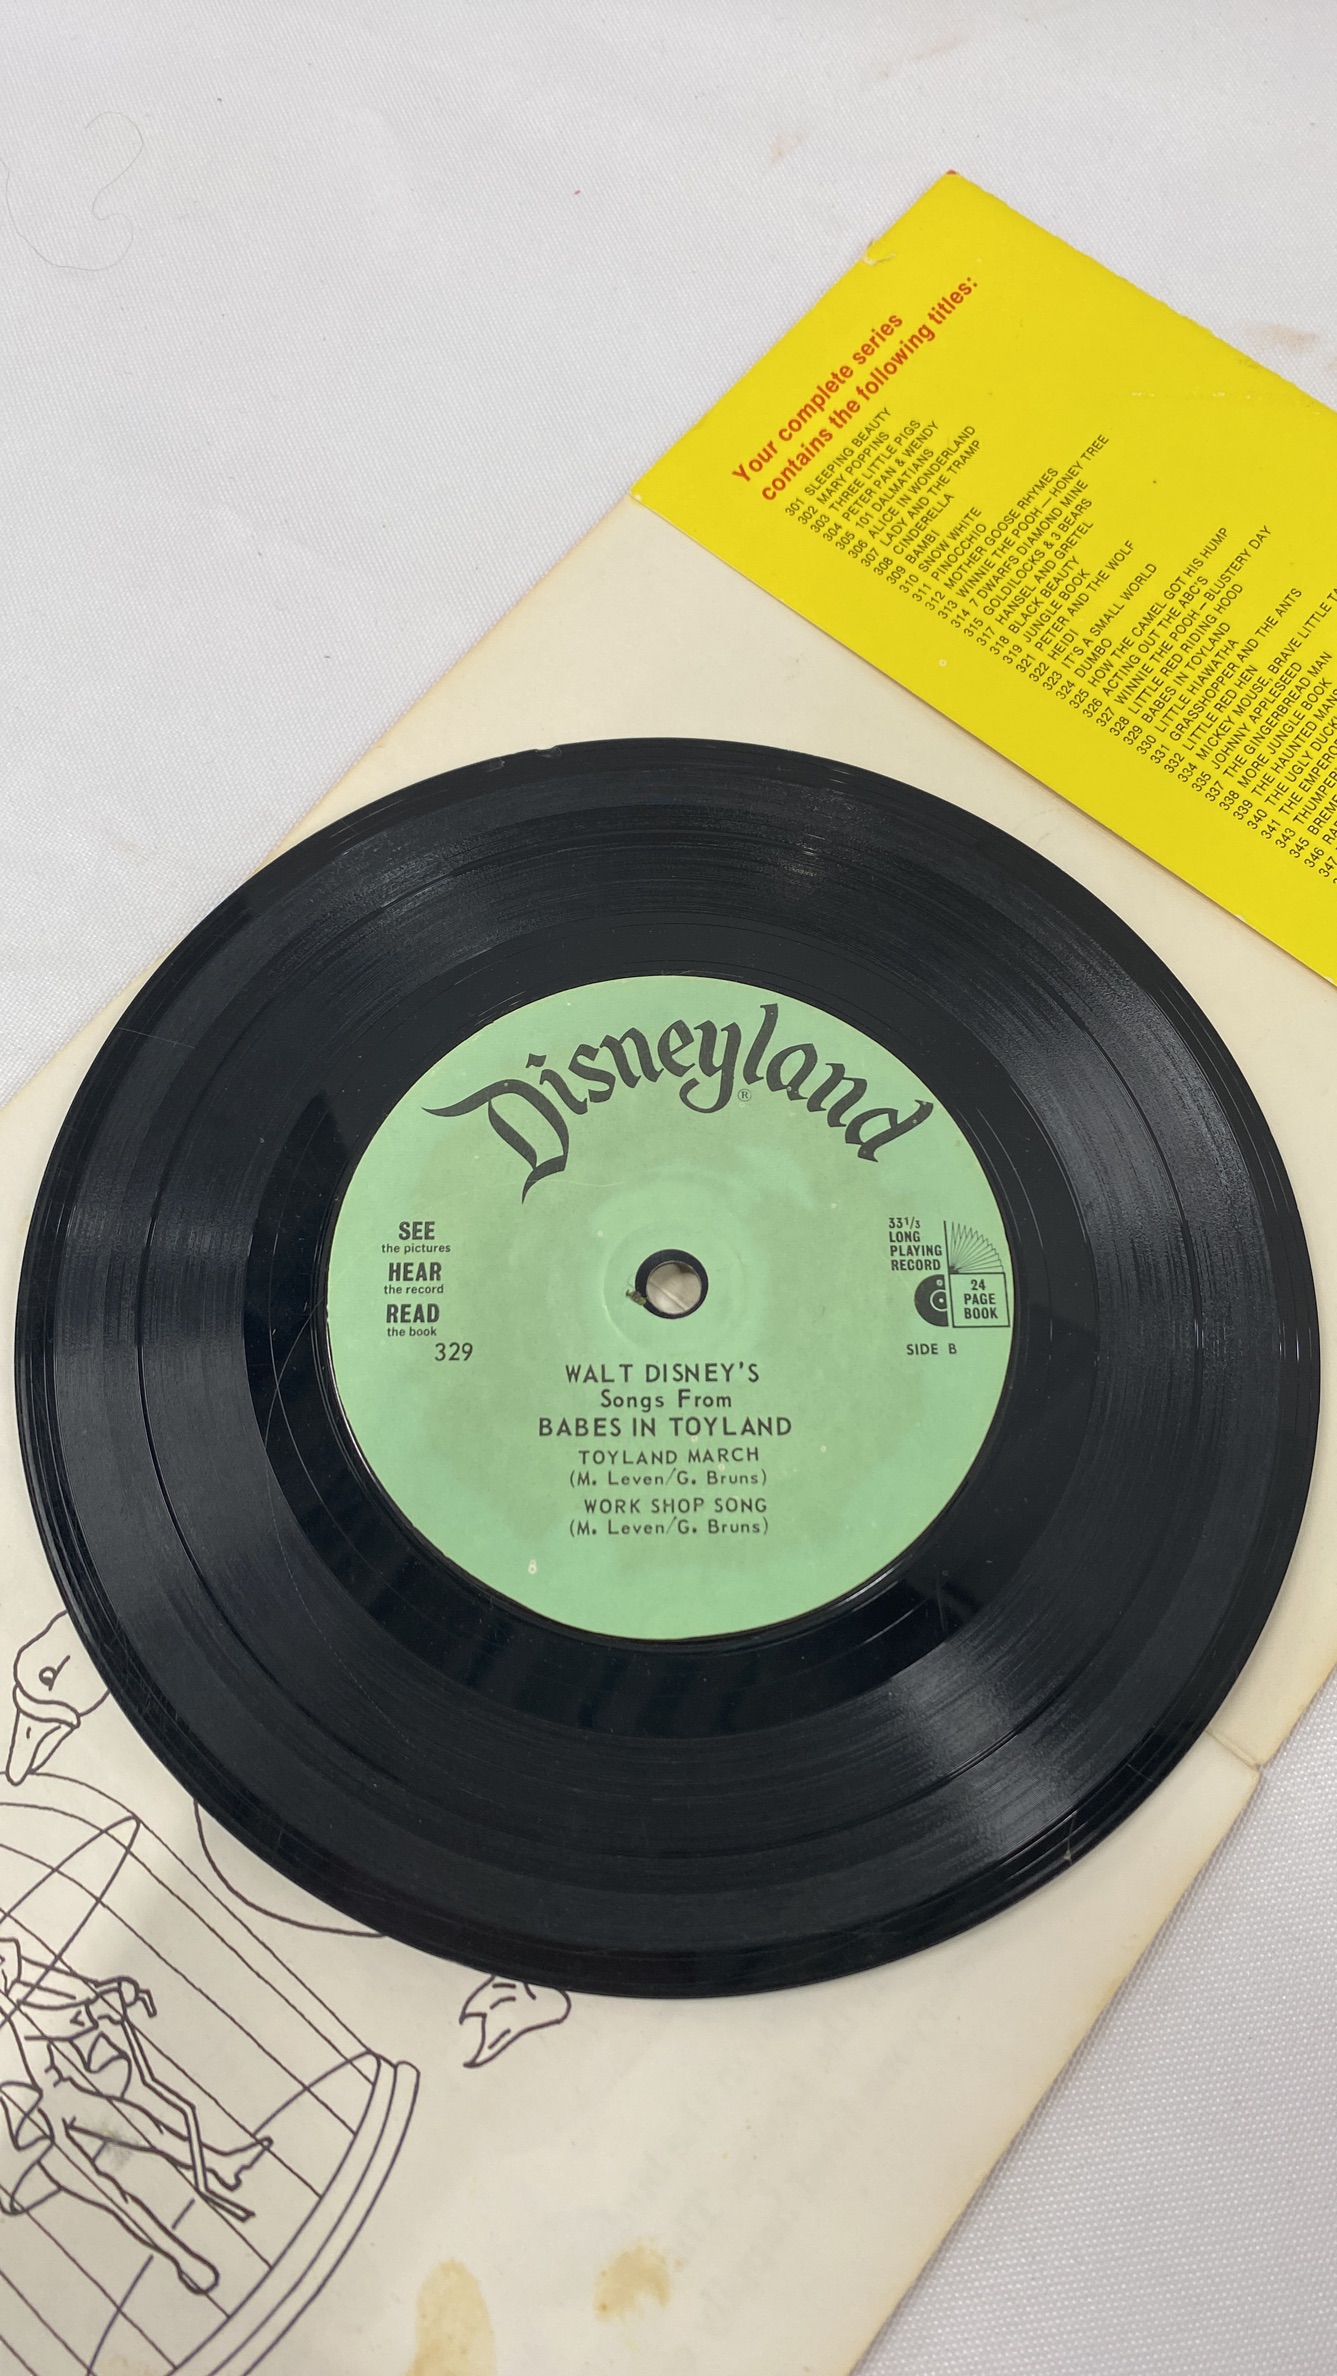 Your complete series
contains the following titles:
301 SLEEPING BEAUTY
302 MARY POPPINS
303 THREE LITTLE PIGS
304 PETER PAN & WENDY
305 101 DALMATIANS
306 ALICE IN WONDERLAND
307 LADY AND THE TRAMP
308 CINDERELLA
309 BAMBI
310 SNOW WHITE
311 PINOCCHIO
312 MOTHER GOOSE RHYMES
313 WINNIE THE POOH — HONEY TREE
314 7 DWARFS DIAMOND MINE
315 GOLDILOCKS & 3 BEARS
317 HANSEL AND GRETEL
318 BLACK BEAUTY
319 JUNGLE BOOK
321 PETER AND THE WOLF
322 HEIDI
323 IT'S A SMALL WORLD
324 DUMBO
325 HOW THE CAMEL GOT HIS HUMP
326 ACTING OUT THE ABC'S
327 WINNIE THE POOH — BLUSTERY DAY
328 LITTLE RED RIDING HOOD
329 BABES IN TOYLAND
330 LITTLE HIAWATHA
331 GRASSHOPPER AND THE ANTS
332 LITTLE RED HEN
334 MICKEY MOUSE, BRAVE LITTLE
335 JOHNNY APPLESEED
337 THE GINGERBREAD MAN
338 MORE JUNGLE BOOK
339 THE HAUNTED
340 THE UGLY
341 THE
343
345
346
347
Disneyland
®
SEE
the pictures
HEAR
the record
READ
the book
329
33 1/3
LONG
PLAYING
RECORD
24
PAGE
BOOK
SIDE B
WALT DISNEY'S
Songs From
BABES IN TOYLAND
TOYLAND MARCH
(M. Leven/G. Bruns)
WORK SHOP SONG
(M. Leven/G. Bruns)